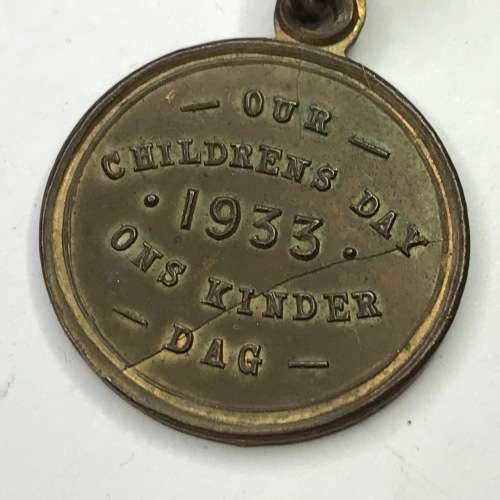 — OUR —
CHILDRENS DAY
· 1933 ·
ONS KINDER
— DAG —